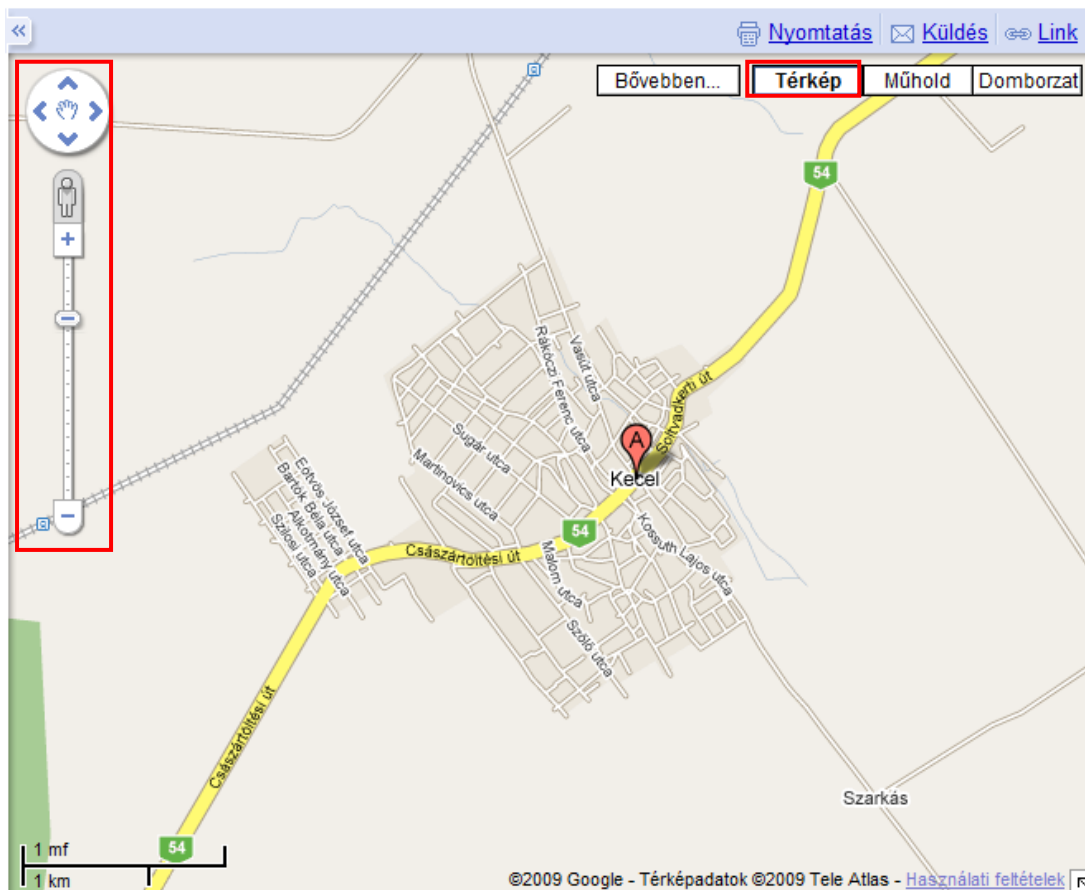 «
Nyomtatás
Küldés
Link
Bővebben...
Térkép
Műhold
Domborzat
54
+
Rákóczi Ferenc utca
Vasút utca
Soltvadkerti út
A
Sugár utca
Martinovics utca
Kecel
Eötvös József utca
Bartók Béla utca
Alkotmány utca
Szilosi utca
54
Kossuth Lajos utca
Császártöltési út
Malom utca
Szőlő utca
Császártöltési út
Szarkás
1 mf
54
1 km
©2009 Google - Térképadatok ©2009 Tele Atlas - Használati feltételek